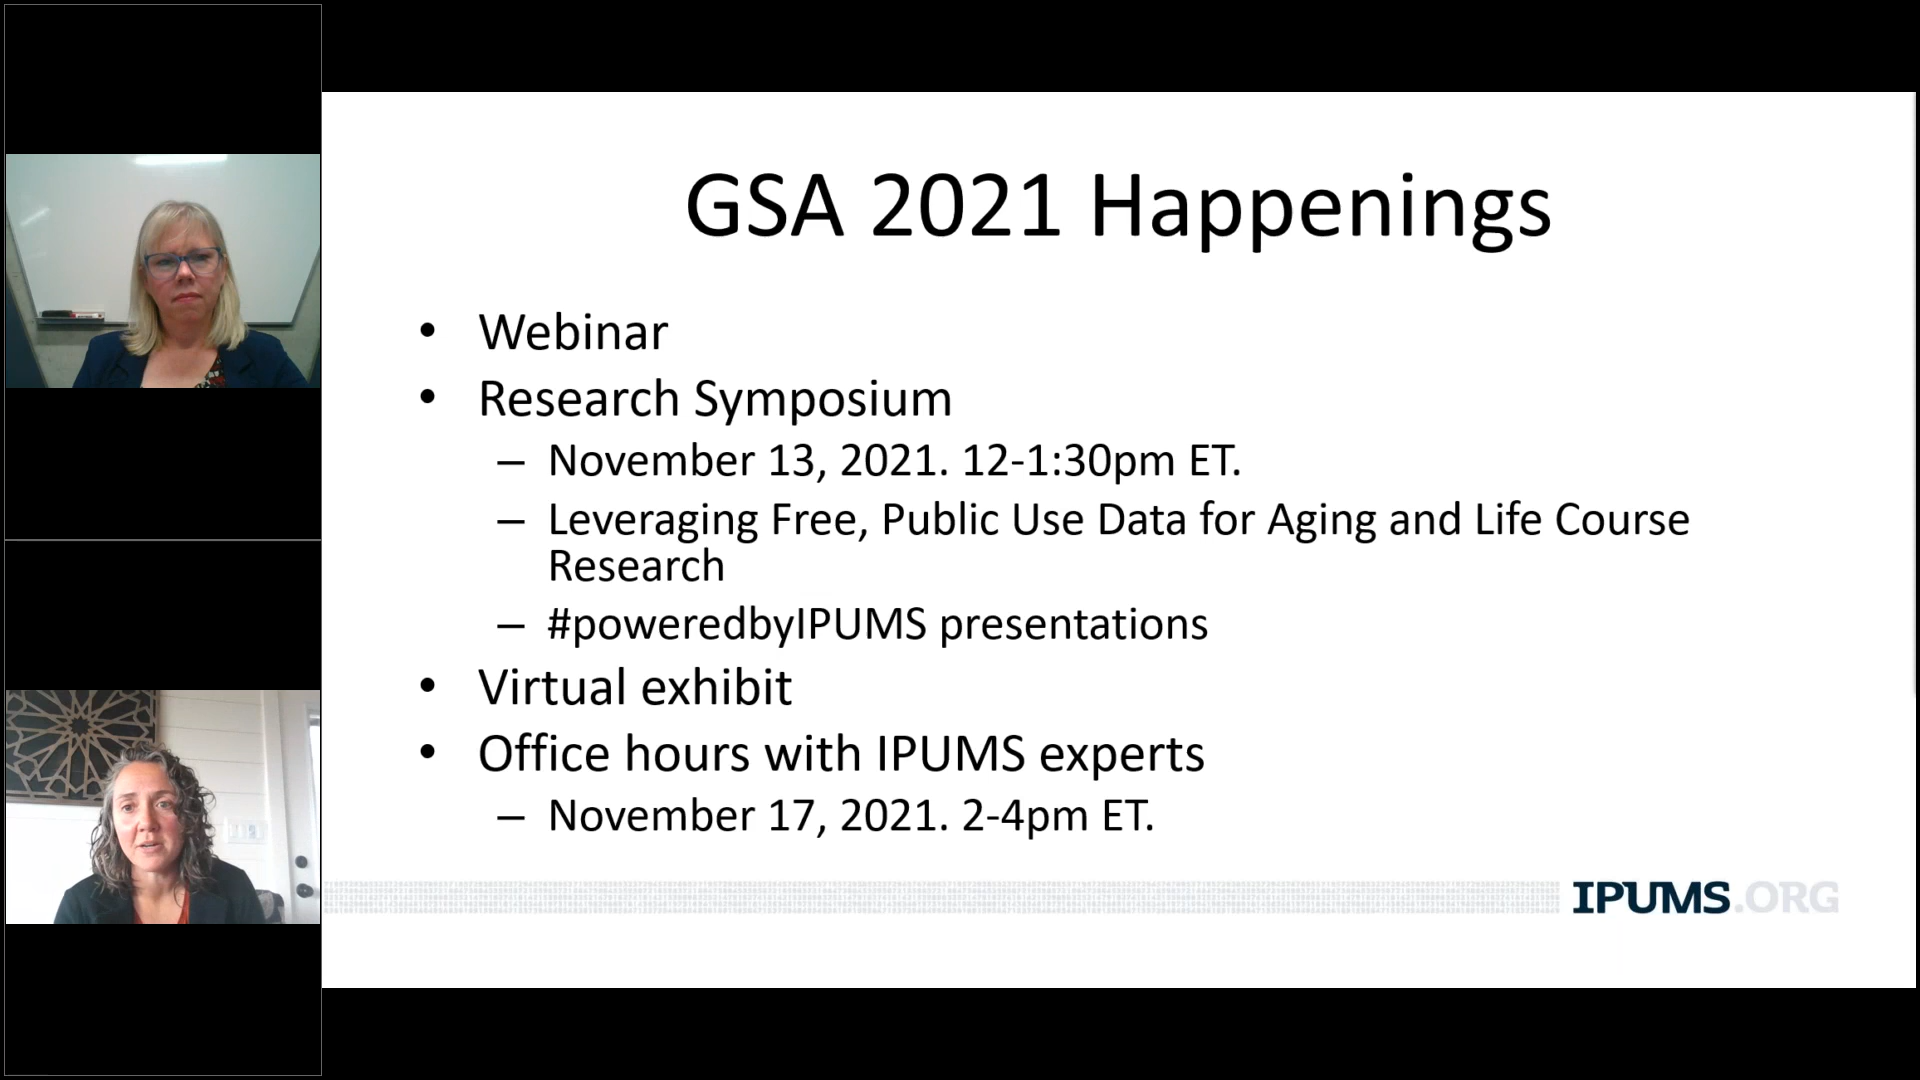 GSA 2021 Happenings
• Webinar
• Research Symposium
– November 13, 2021. 12-1:30pm ET.
– Leveraging Free, Public Use Data for Aging and Life Course
Research
– #poweredbyIPUMS presentations
• Virtual exhibit
• Office hours with IPUMS experts
– November 17, 2021. 2-4pm ET.
IPUMS.ORG